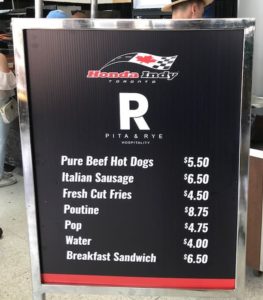 Honda Indy
TORONTO
R
PITA & RYE
HOSPITALITY
Pure Beef Hot Dogs $5.50
Italian Sausage $6.50
Fresh Cut Fries $4.50
Poutine $8.75
Pop $4.75
Water $4.00
Breakfast Sandwich $6.50